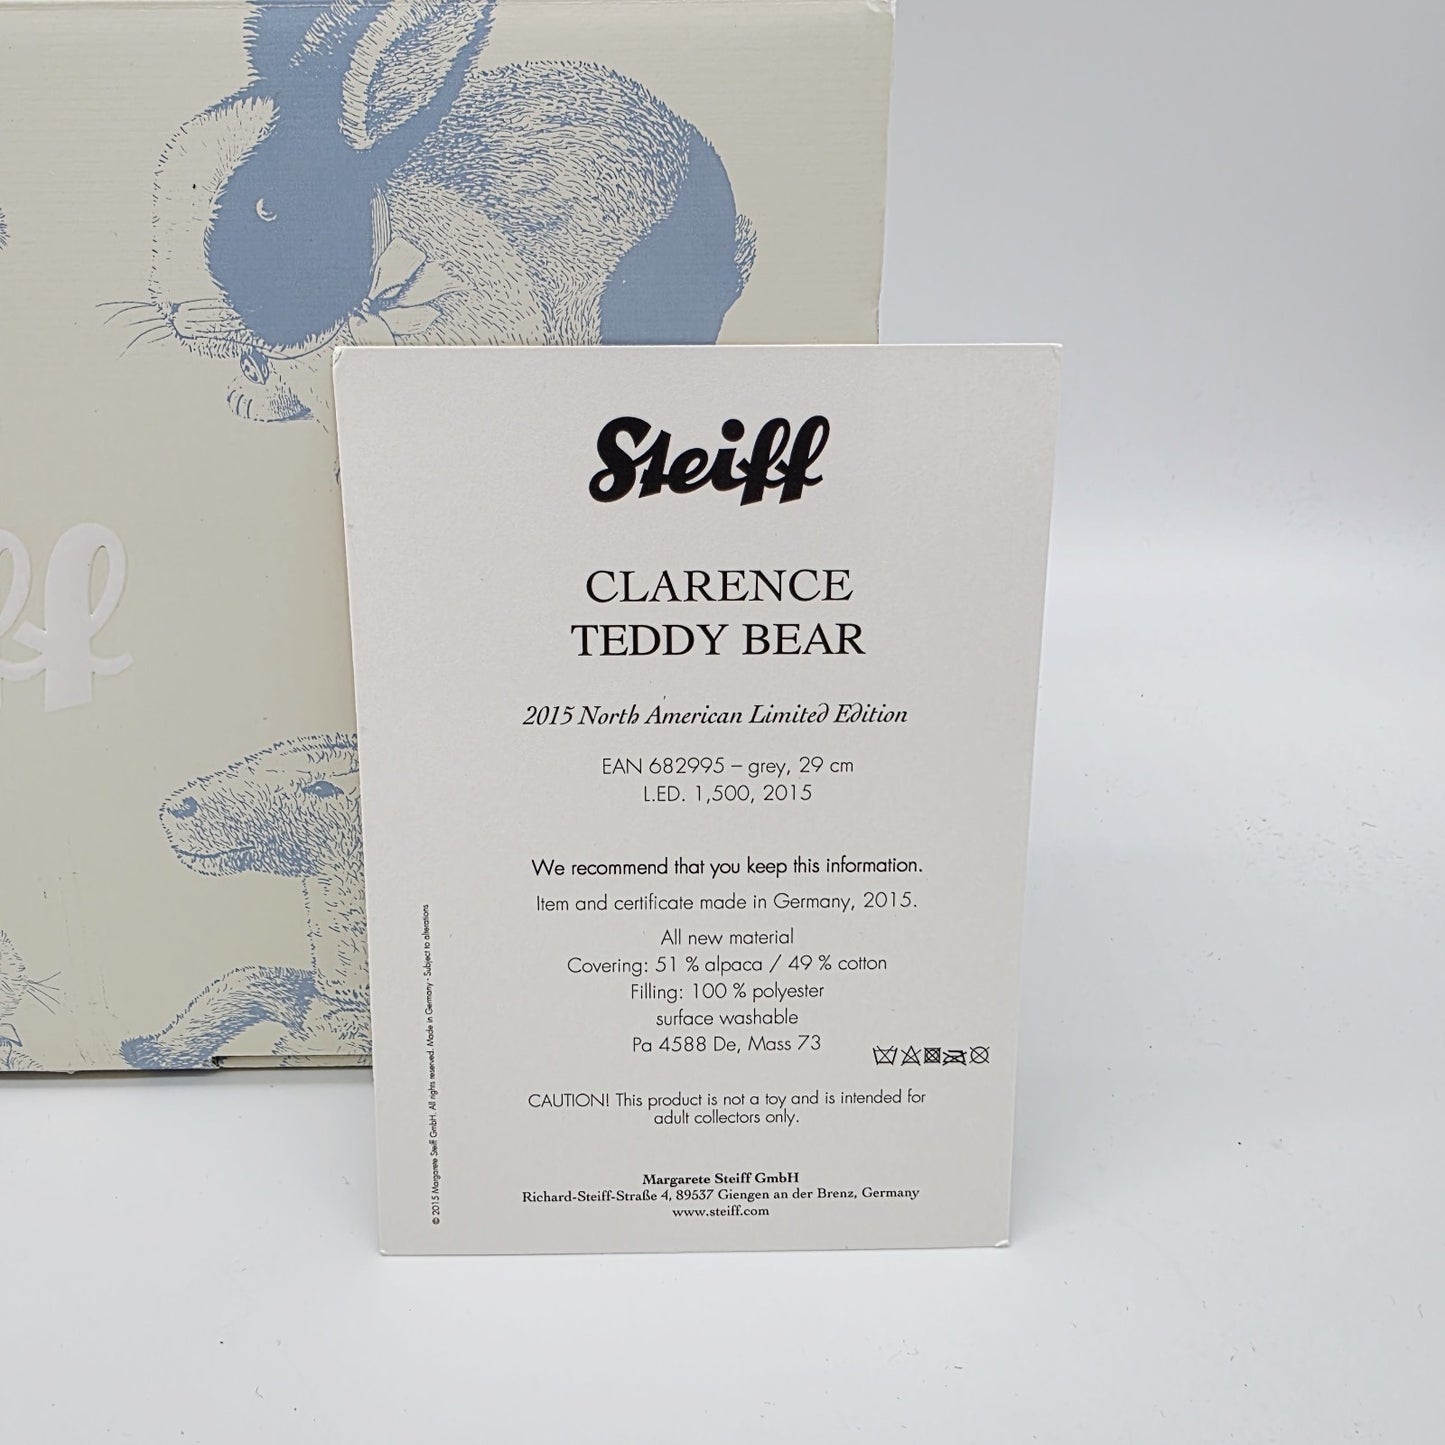 Steiff
CLARENCE
TEDDY BEAR
2015 North American Limited Edition
EAN 682995 – grey, 29 cm
L.ED. 1,500, 2015
We recommend that you keep this information.
Item and certificate made in Germany, 2015.
All new material
Covering: 51 % alpaca / 49 % cotton
Filling: 100 % polyester
surface washable
Pa 4588 De, Mass 73
CAUTION! This product is not a toy and is intended for
adult collectors only.
Margarete Steiff GmbH
Richard-Steiff-Straße 4, 89537 Giengen an der Brenz, Germany
www.steiff.com
© 2015 Margarete Steiff GmbH. All rights reserved. Made in Germany · Subject to alterations
ff